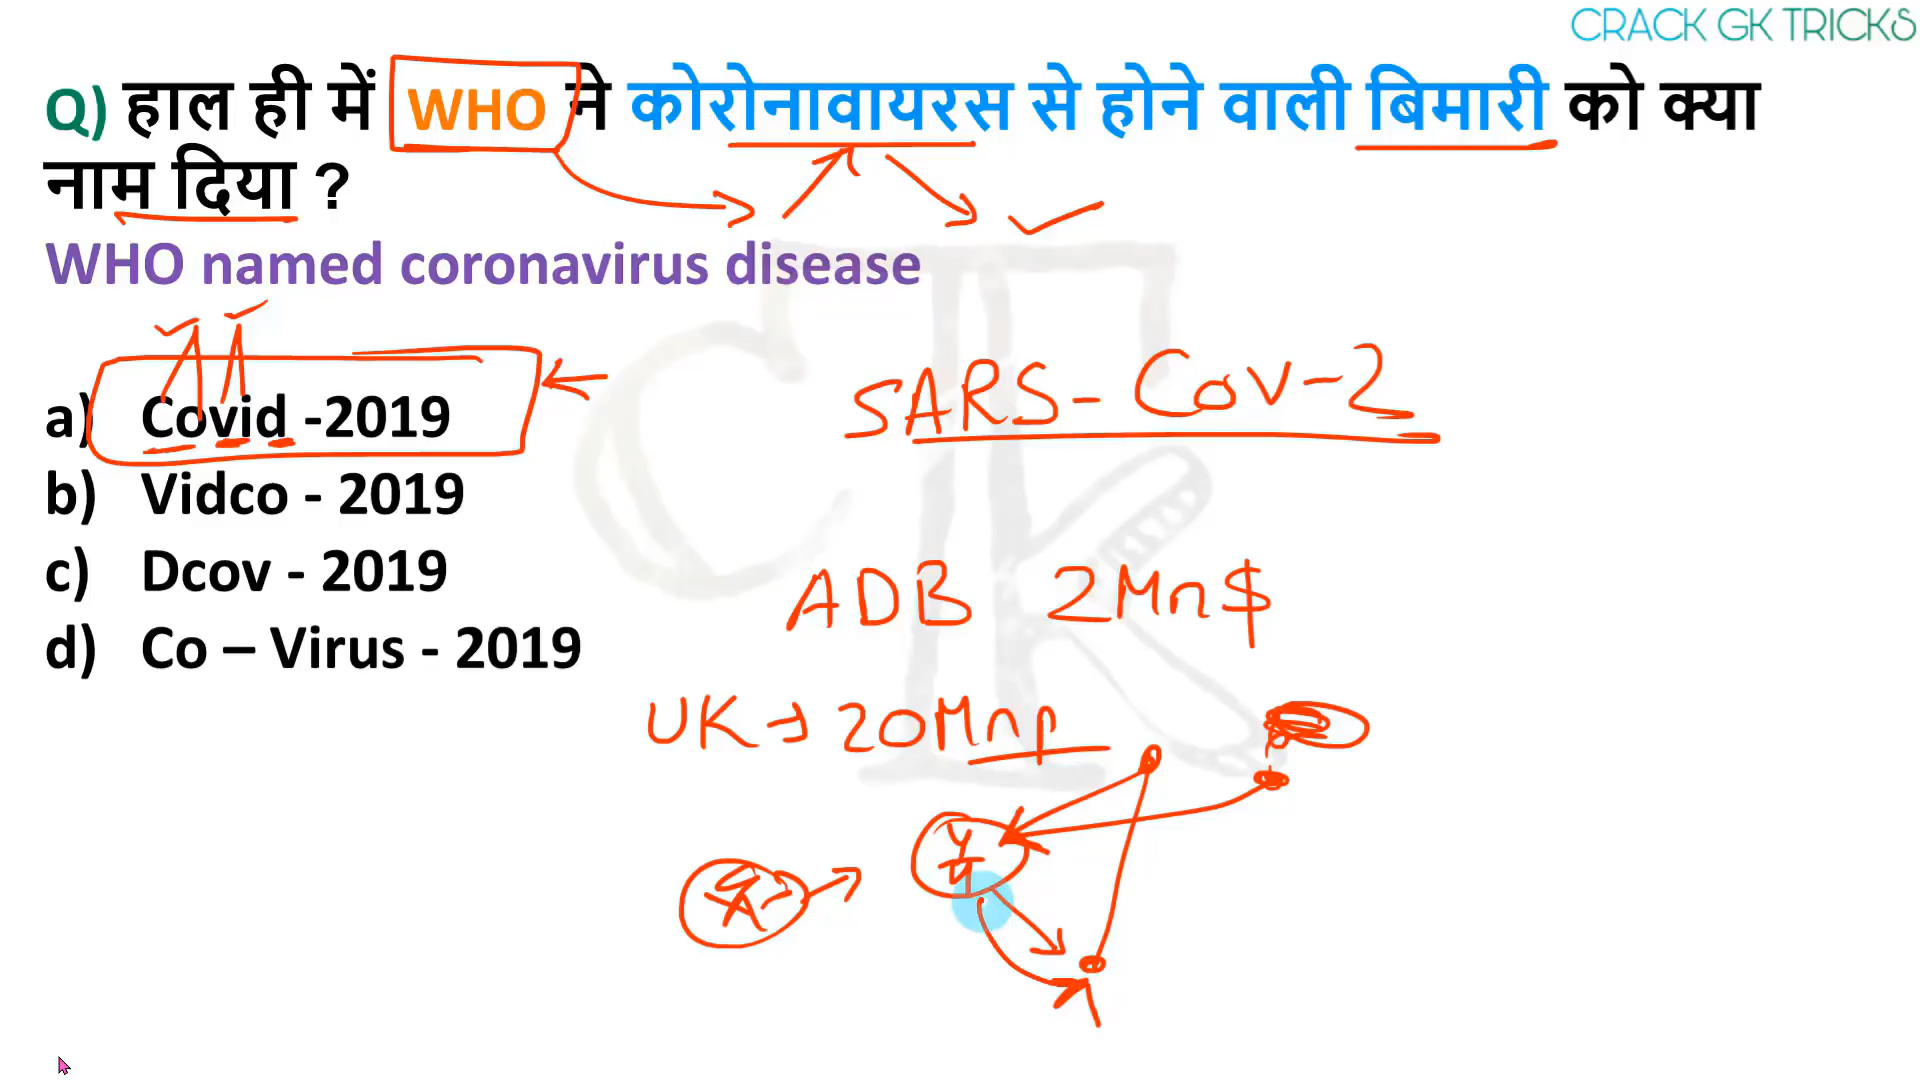 CRACK GK TRICKS
Q) हाल ही में WHO ने कोरोनावायरस से होने वाली बिमारी को क्या
नाम दिया ?
WHO named coronavirus disease
a) Covid -2019
b) Vidco - 2019
c) Dcov - 2019
d) Co – Virus - 2019
SARS-CoV-2
ADB 2Mn$
UK → 20Mn